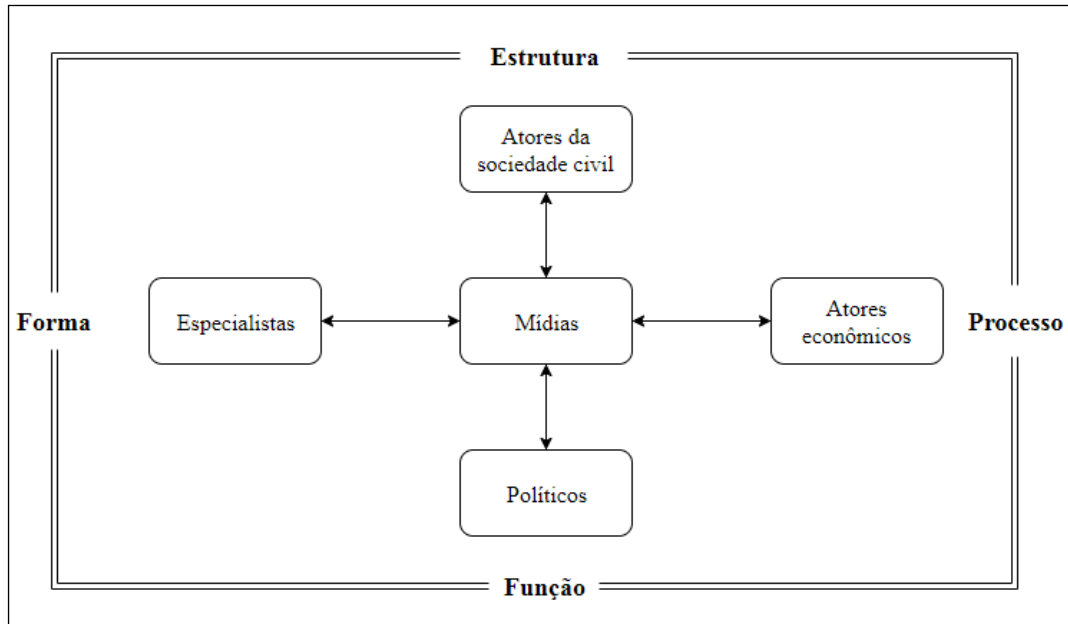 Estrutura
Atores da
sociedade civil
Forma
Especialistas
Mídias
Atores
econômicos
Processo
Políticos
Função